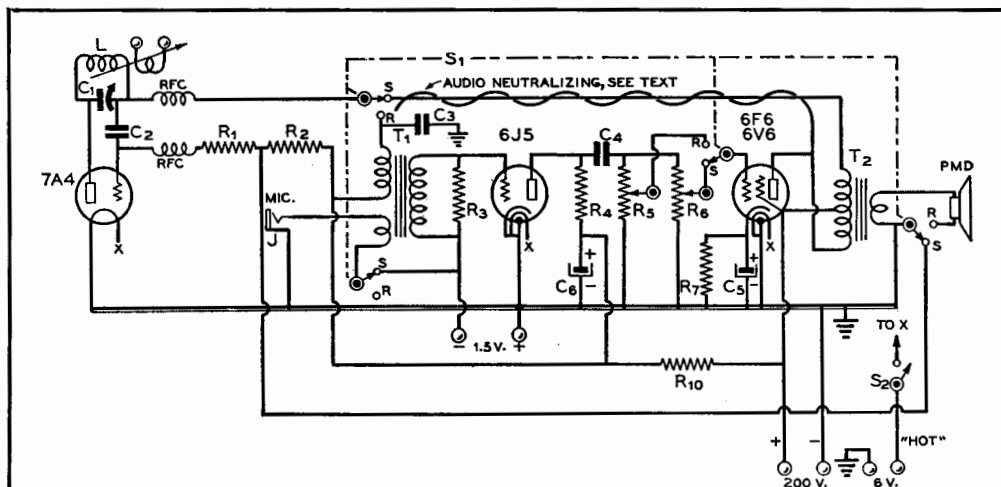 L
S1
AUDIO NEUTRALIZING, SEE TEXT
C1
RFC
S
R
C3
C2
T1
6J5
C4
6F6
6V6
R
S
T2
PMD
RFC
R1
R2
7A4
MIC.
J
R3
R4
R5
R6
R
S
X
X
X
S
R
C6
+
-
R7
+
C5
-
- 1.5 V. +
TO X
R10
S2
+
-
"HOT"
200 V.
6 V.